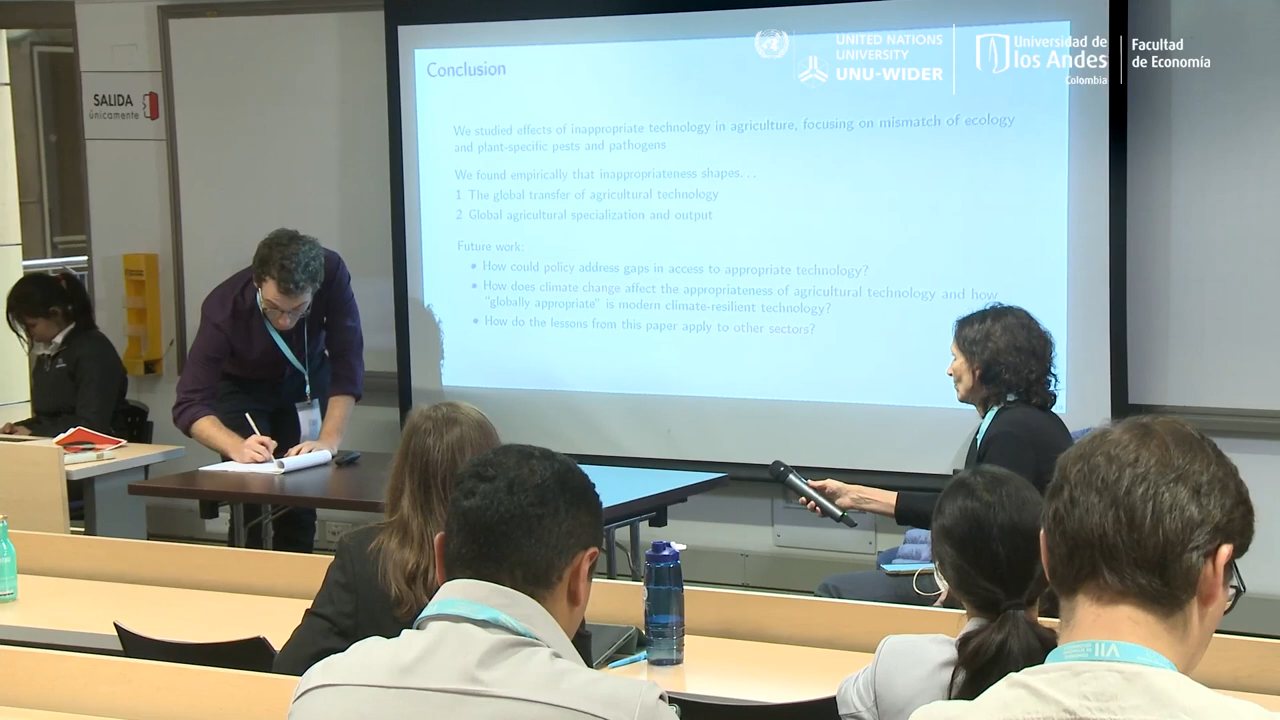 SALIDA
únicamente
UNITED NATIONS
UNIVERSITY
UNU-WIDER
Universidad de
los Andes
Colombia
Facultad
de Economía
Conclusion
We studied effects of inappropriate technology in agriculture, focusing on mismatch of ecology
and plant-specific pests and pathogens
We found empirically that inappropriateness shapes...
1 The global transfer of agricultural technology
2 Global agricultural specialization and output
Future work:
• How could policy address gaps in access to appropriate technology?
• How does climate change affect the appropriateness of agricultural technology and how
"globally appropriate" is modern climate-resilient technology?
• How do the lessons from this paper apply to other sectors?
VII